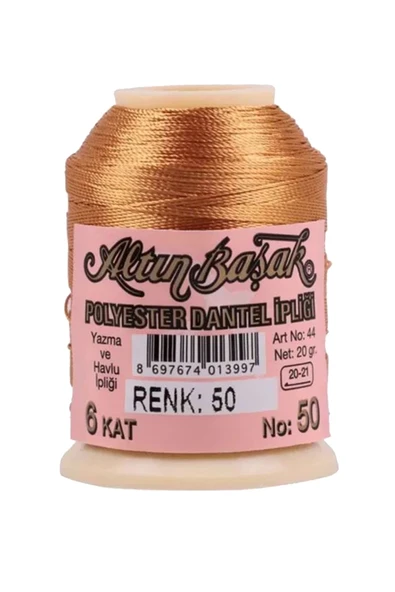 Altın Başak
POLYESTER DANTEL İPLİĞİ
Yazma
ve
Havlu
İpliği
Art No: 44
Net: 20 gr.
20-21
8 697674 013997
RENK: 50
6 KAT
No: 50